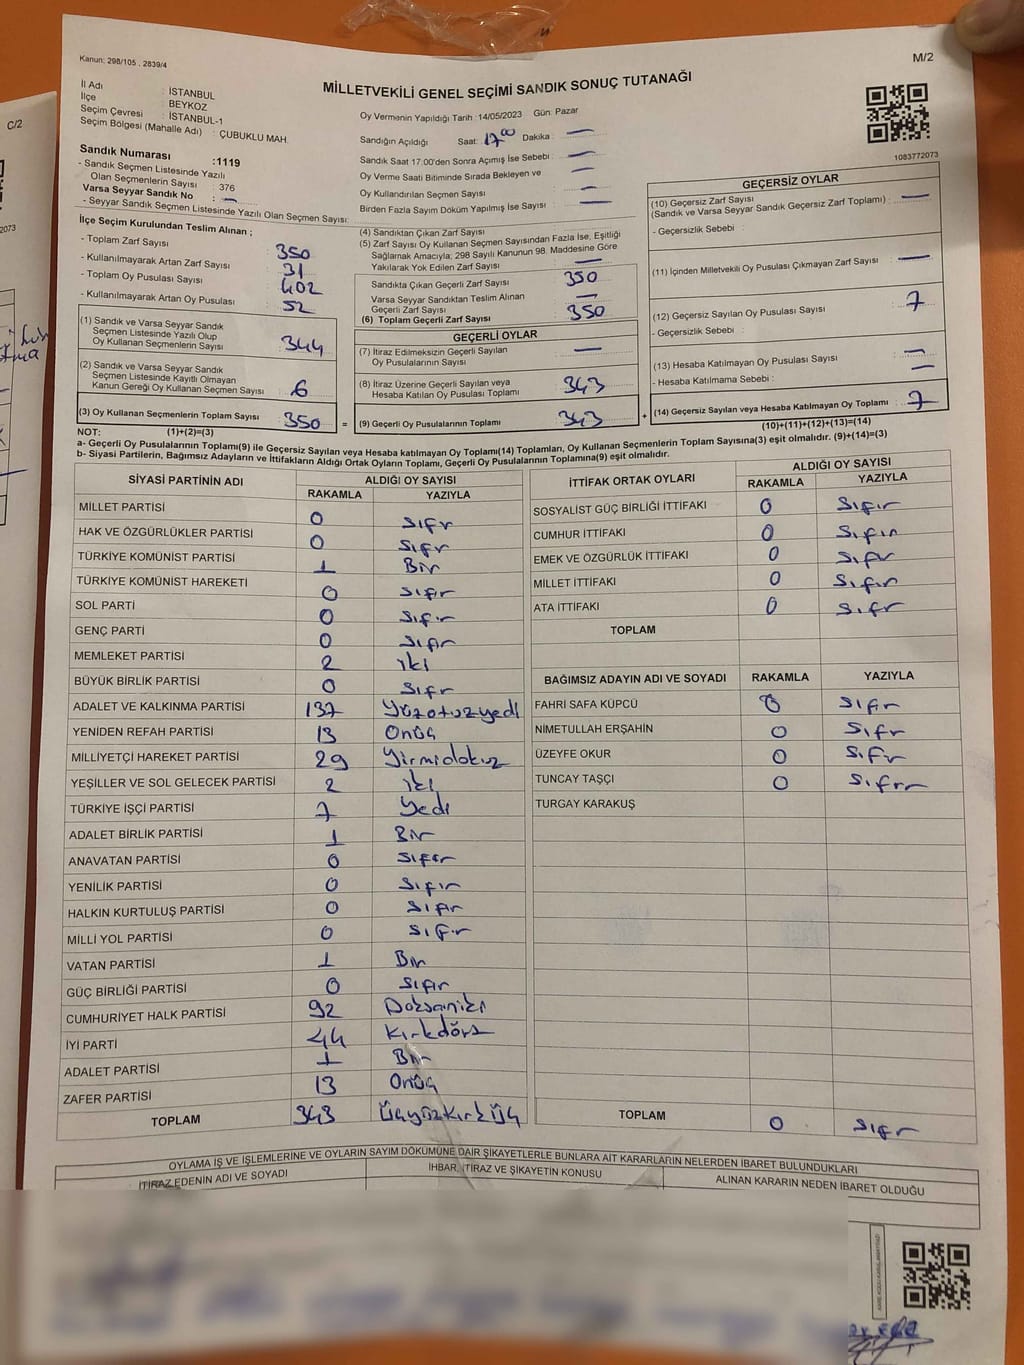 Kanun: 298/105 , 2839/4
M/2
MİLLETVEKİLİ GENEL SEÇİMİ SANDIK SONUÇ TUTANAĞI
C/2
İl Adı : İSTANBUL
İlçe : BEYKOZ
Seçim Çevresi : İSTANBUL-1
Seçim Bölgesi (Mahalle Adı) : ÇUBUKLU MAH.
Sandık Numarası :1119
- Sandık Seçmen Listesinde Yazılı
Olan Seçmenlerin Sayısı : 376
Varsa Seyyar Sandık No : —
- Seyyar Sandık Seçmen Listesinde Yazılı Olan Seçmen Sayısı:
Oy Vermenin Yapıldığı Tarih :14/05/2023 Gün: Pazar
Sandığın Açıldığı Saat: 17.00 Dakika : —
Sandık Saat 17:00'den Sonra Açımış İse Sebebi : —
Oy Verme Saati Bitiminde Sırada Bekleyen ve : —
Oy Kullandırılan Seçmen Sayısı : —
Birden Fazla Sayım Döküm Yapılmış İse Sayısı : —
1083772073
2073
İlçe Seçim Kurulundan Teslim Alınan ;
- Toplam Zarf Sayısı : 350
- Kullanılmayarak Artan Zarf Sayısı : 31
- Toplam Oy Pusulası Sayısı : 402
- Kullanılmayarak Artan Oy Pusulası : 52
(1) Sandık ve Varsa Seyyar Sandık
Seçmen Listesinde Yazılı Olup
Oy Kullanan Seçmenlerin Sayısı : 344
(2) Sandık ve Varsa Seyyar Sandık
Seçmen Listesinde Kayıtlı Olmayan
Kanun Gereği Oy Kullanan Seçmen Sayısı : 6
(3) Oy Kullanan Seçmenlerin Toplam Sayısı : 350 =
(1)+(2)=(3)
(4) Sandıktan Çıkan Zarf Sayısı :
(5) Zarf Sayısı Oy Kullanan Seçmen Sayısından Fazla İse, Eşitliği
Sağlamak Amacıyla; 298 Sayılı Kanunun 98. Maddesine Göre
Yakılarak Yok Edilen Zarf Sayısı : —
Sandıkta Çıkan Geçerli Zarf Sayısı : 350
Varsa Seyyar Sandıktan Teslim Alınan
Geçerli Zarf Sayısı : —
(6) Toplam Geçerli Zarf Sayısı : 350
GEÇERLİ OYLAR
(7) İtiraz Edilmeksizin Geçerli Sayılan
Oy Pusulalarının Sayısı : —
(8) İtiraz Üzerine Geçerli Sayılan veya
Hesaba Katılan Oy Pusulası Toplamı : 343
(9) Geçerli Oy Pusulalarının Toplamı : 343 +
GEÇERSİZ OYLAR
(10) Geçersiz Zarf Sayısı : —
(Sandık ve Varsa Seyyar Sandık Geçersiz Zarf Toplamı)
- Geçersizlik Sebebi :
(11) İçinden Milletvekili Oy Pusulası Çıkmayan Zarf Sayısı : —
(12) Geçersiz Sayılan Oy Pusulası Sayısı : 7
- Geçersizlik Sebebi :
(13) Hesaba Katılmayan Oy Pusulası Sayısı : —
- Hesaba Katılmama Sebebi : —
(14) Geçersiz Sayılan veya Hesaba Katılmayan Oy Toplamı : 7
(10)+(11)+(12)+(13)=(14)
NOT:
a- Geçerli Oy Pusulalarının Toplamı(9) ile Geçersiz Sayılan veya Hesaba katılmayan Oy Toplamı(14) Toplamları, Oy Kullanan Seçmenlerin Toplam Sayısına(3) eşit olmalıdır. (9)+(14)=(3)
b- Siyasi Partilerin, Bağımsız Adayların ve İttifakların Aldığı Ortak Oyların Toplamı, Geçerli Oy Pusulalarının Toplamına(9) eşit olmalıdır.
SİYASİ PARTİNİN ADI ALDIĞI OY SAYISI
RAKAMLA YAZIYLA
MİLLET PARTİSİ 0 sıfr
HAK VE ÖZGÜRLÜKLER PARTİSİ 0 sıfr
TÜRKİYE KOMÜNİST PARTİSİ 1 Bir
TÜRKİYE KOMÜNİST HAREKETİ 0 sıfır
SOL PARTİ 0 sıfır
GENÇ PARTİ 0 sıfır
MEMLEKET PARTİSİ 2 iki
BÜYÜK BİRLİK PARTİSİ 0 sıfr
ADALET VE KALKINMA PARTİSİ 137 Yüzotuzyedi
YENİDEN REFAH PARTİSİ 13 Onüç
MİLLİYETÇİ HAREKET PARTİSİ 29 Yirmidokuz
YEŞİLLER VE SOL GELECEK PARTİSİ 2 iki
TÜRKİYE İŞÇİ PARTİSİ 7 Yedi
ADALET BİRLİK PARTİSİ 1 Bir
ANAVATAN PARTİSİ 0 sıfır
YENİLİK PARTİSİ 0 sıfır
HALKIN KURTULUŞ PARTİSİ 0 sıfır
MİLLİ YOL PARTİSİ 0 sıfır
VATAN PARTİSİ 1 Bir
GÜÇ BİRLİĞİ PARTİSİ 0 sıfır
CUMHURİYET HALK PARTİSİ 92 Doksaniki
İYİ PARTİ 44 Kırkdört
ADALET PARTİSİ 1 Bir
ZAFER PARTİSİ 13 Onüç
TOPLAM 343 Üçyüzkırküç
İTTİFAK ORTAK OYLARI ALDIĞI OY SAYISI
RAKAMLA YAZIYLA
SOSYALİST GÜÇ BİRLİĞİ İTTİFAKI 0 Sıfır
CUMHUR İTTİFAKI 0 Sıfır
EMEK VE ÖZGÜRLÜK İTTİFAKI 0 Sıfır
MİLLET İTTİFAKI 0 Sıfır
ATA İTTİFAKI 0 Sıfr
TOPLAM
BAĞIMSIZ ADAYIN ADI VE SOYADI RAKAMLA YAZIYLA
FAHRİ SAFA KÜPCÜ 0 Sıfır
NİMETULLAH ERŞAHİN 0 Sıfr
ÜZEYFE OKUR 0 Sıfır
TUNCAY TAŞÇI 0 Sıfır
TURGAY KARAKUŞ
TOPLAM 0 Sıfr
OYLAMA İŞ VE İŞLEMLERİNE VE OYLARIN SAYIM DÖKÜMÜNE DAİR ŞİKAYETLERLE BUNLARA AİT KARARLARIN NELERDEN İBARET BULUNDUKLARI
İTİRAZ EDENİN ADI VE SOYADI İHBAR, İTİRAZ VE ŞİKAYETİN KONUSU ALINAN KARARIN NEDEN İBARET OLDUĞU